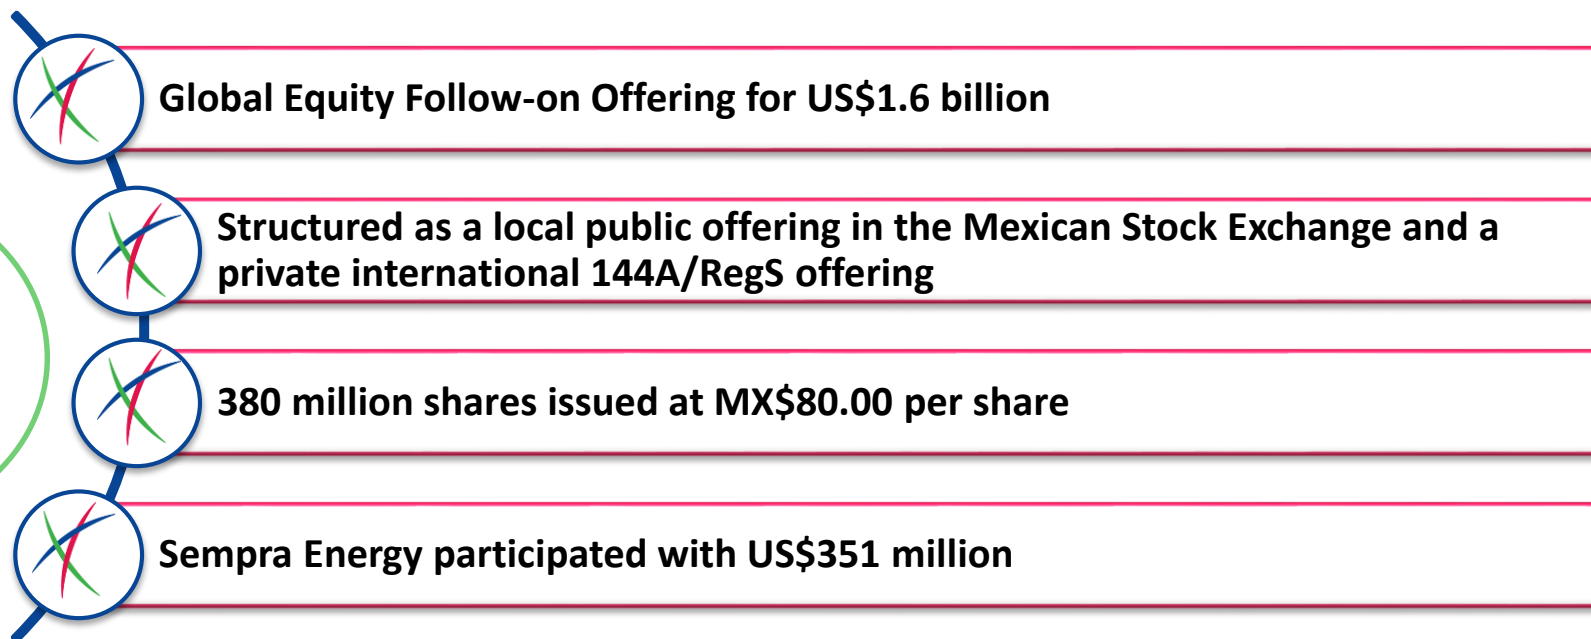 Global Equity Follow-on Offering for US$1.6 billion
Structured as a local public offering in the Mexican Stock Exchange and a
private international 144A/RegS offering
380 million shares issued at MX$80.00 per share
Sempra Energy participated with US$351 million